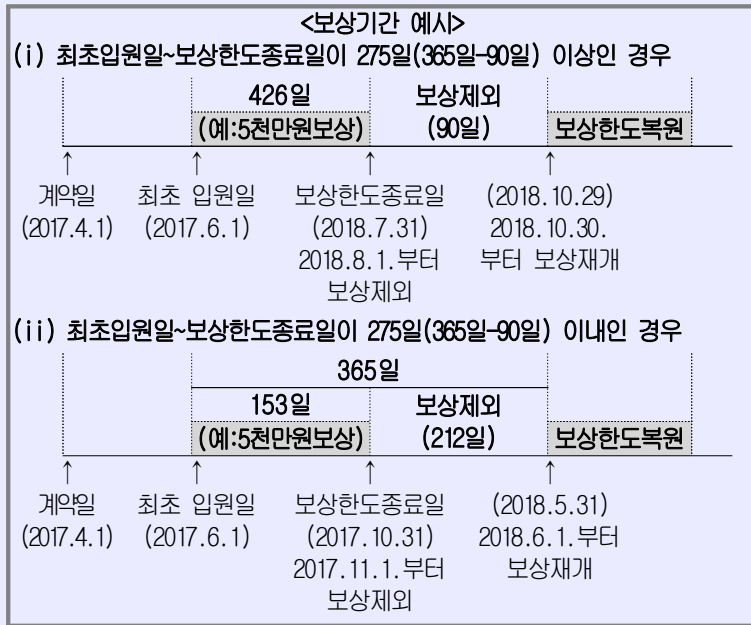 <보상기간 예시>
(i) 최초입원일~보상한도종료일이 275일(365일-90일) 이상인 경우
426일 보상제외
(예:5천만원보상) (90일) 보상한도복원
↑ ↑ ↑ ↑
계약일 최초 입원일 보상한도종료일 (2018.10.29)
(2017.4.1) (2017.6.1) (2018.7.31) 2018.10.30.
2018.8.1.부터 부터 보상재개
보상제외
(ii) 최초입원일~보상한도종료일이 275일(365일-90일) 이내인 경우
365일
153일 보상제외
(예:5천만원보상) (212일) 보상한도복원
↑ ↑ ↑ ↑
계약일 최초 입원일 보상한도종료일 (2018.5.31)
(2017.4.1) (2017.6.1) (2017.10.31) 2018.6.1.부터
2017.11.1.부터 보상재개
보상제외